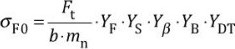 σF0 = Ft / (b · mn) · YF · YS · Yβ · YB · YDT